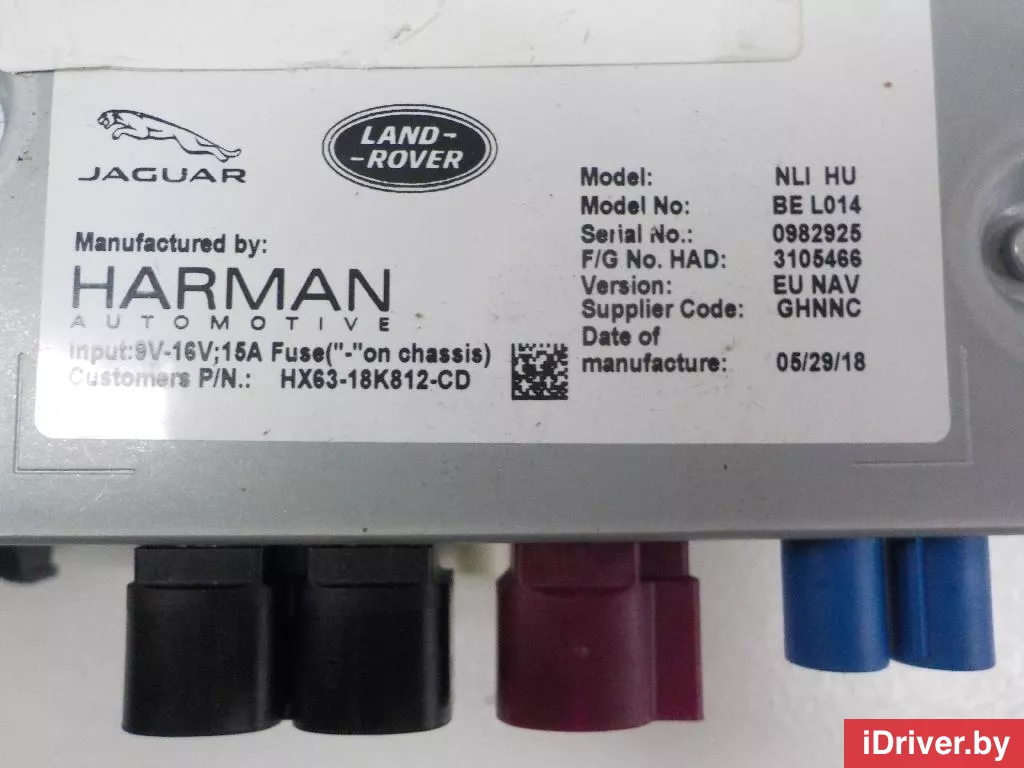 JAGUAR
LAND-
-ROVER
Manufactured by:
HARMAN
AUTOMOTIVE
Input:9V-16V;15A Fuse("-"on chassis)
Customers P/N.: HX63-18K812-CD
Model: NLI HU
Model No: BE L014
Serial No.: 0982925
F/G No. HAD: 3105466
Version: EU NAV
Supplier Code: GHNNC
Date of
manufacture: 05/29/18
iDriver.by